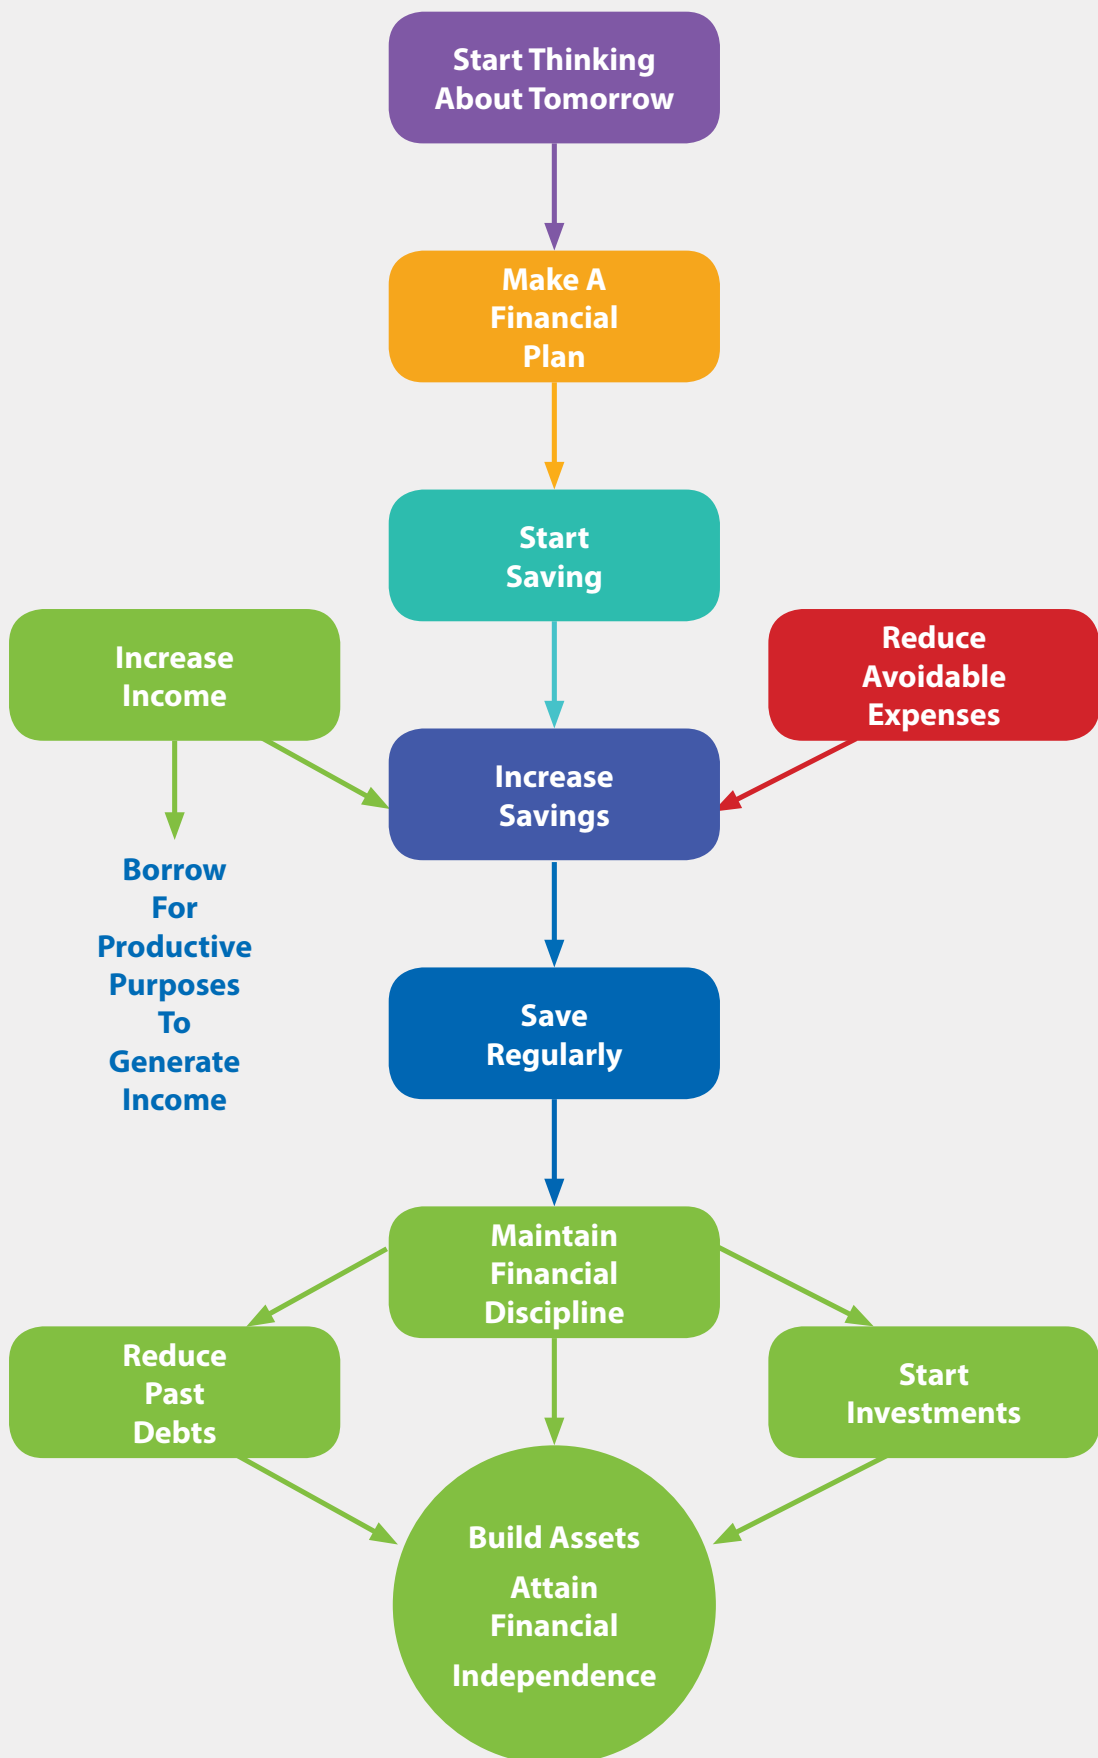 Start Thinking
About Tomorrow
Make A
Financial
Plan
Start
Saving
Increase
Income
Reduce
Avoidable
Expenses
Increase
Savings
Borrow
For
Productive
Purposes
To
Generate
Income
Save
Regularly
Maintain
Financial
Discipline
Reduce
Past
Debts
Start
Investments
Build Assets
Attain
Financial
Independence